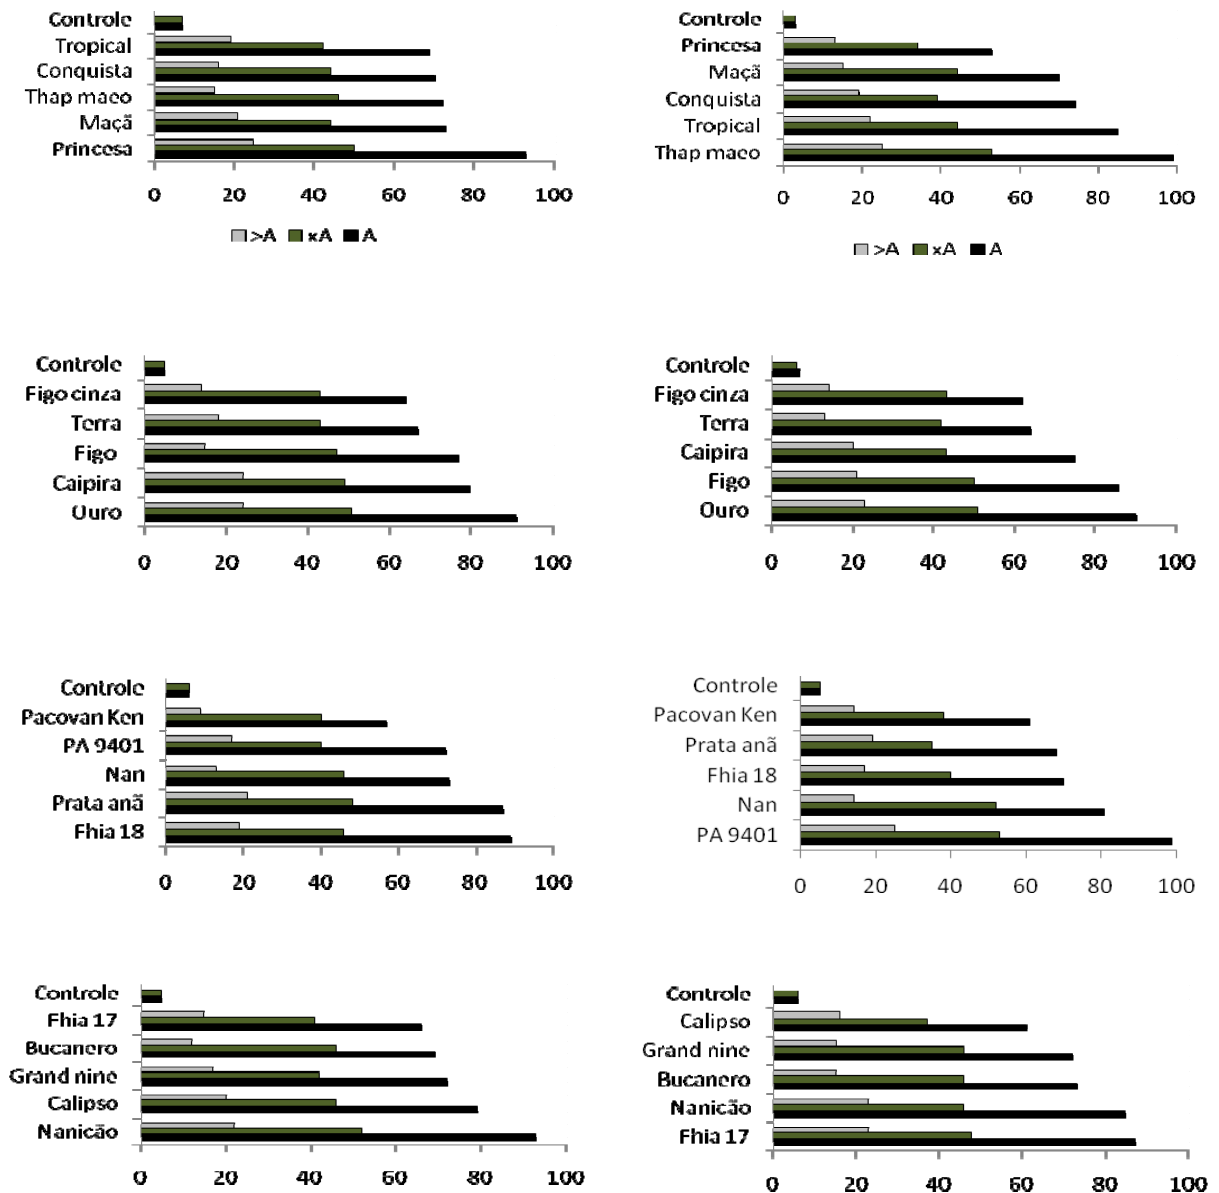 Controle
Tropical
Conquista
Thap maeo
Maçã
Princesa
0 20 40 60 80 100
>A xA A
Controle
Princesa
Maçã
Conquista
Tropical
Thap maeo
0 20 40 60 80 100
>A xA A
Controle
Figo cinza
Terra
Figo
Caipira
Ouro
0 20 40 60 80 100
Controle
Figo cinza
Terra
Caipira
Figo
Ouro
0 20 40 60 80 100
Controle
Pacovan Ken
PA 9401
Nan
Prata anã
Fhia 18
0 20 40 60 80 100
Controle
Pacovan Ken
Prata anã
Fhia 18
Nan
PA 9401
0 20 40 60 80 100
Controle
Fhia 17
Bucanero
Grand nine
Calipso
Nanicão
0 20 40 60 80 100
Controle
Calipso
Grand nine
Bucanero
Nanicão
Fhia 17
0 20 40 60 80 100